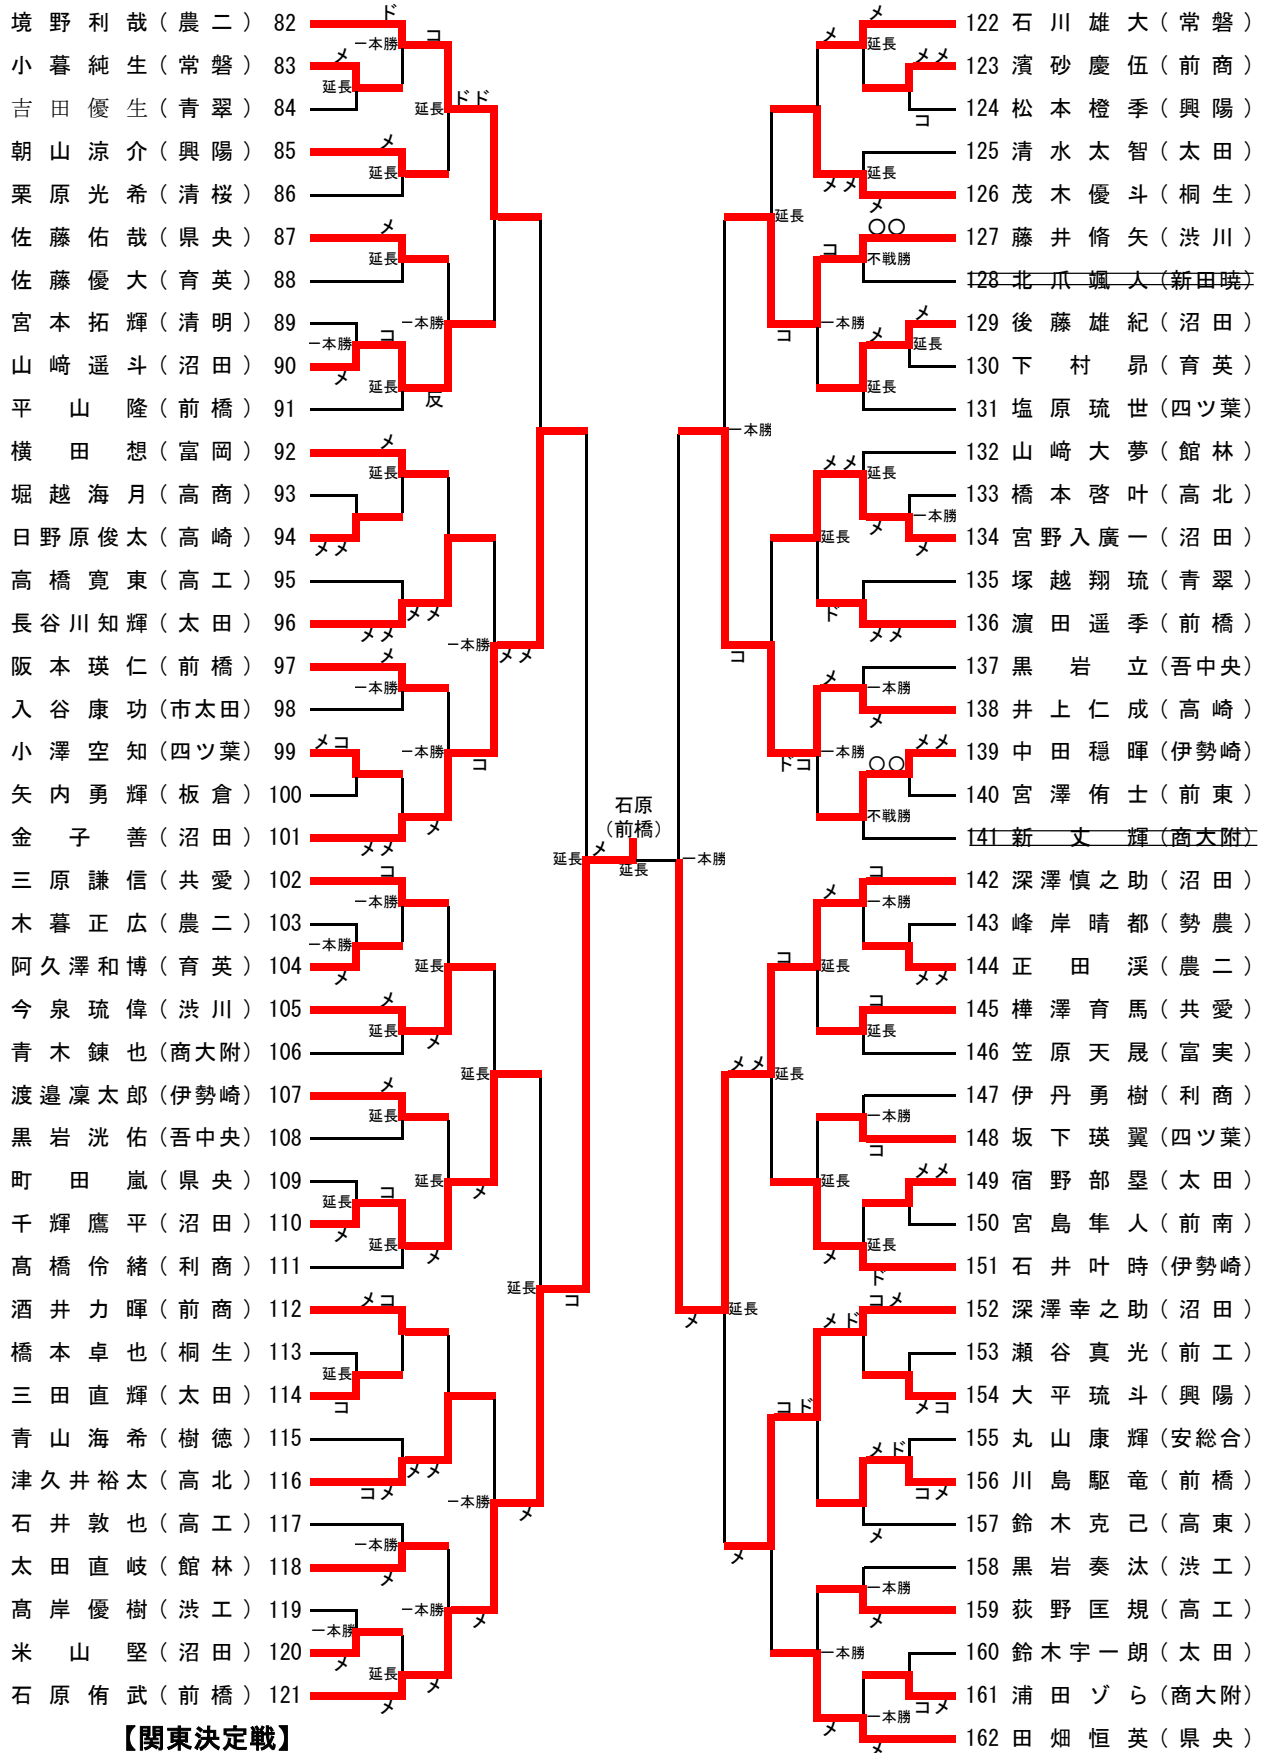 境野利哉（農二）82
小暮純生（常磐）83
吉田優生（青翠）84
朝山涼介（興陽）85
栗原光希（清桜）86
佐藤佑哉（県央）87
佐藤優大（育英）88
宮本拓輝（清明）89
山﨑遥斗（沼田）90
平山隆（前橋）91
横田想（富岡）92
堀越海月（高商）93
日野原俊太（高崎）94
高橋寛東（高工）95
長谷川知輝（太田）96
阪本瑛仁（前橋）97
入谷康功（市太田）98
小澤空知（四ツ葉）99
矢内勇輝（板倉）100
金子善（沼田）101
三原謙信（共愛）102
木暮正広（農二）103
阿久澤和博（育英）104
今泉琉偉（渋川）105
青木錬也（商大附）106
渡邉凜太郎（伊勢崎）107
黒岩洸佑（吾中央）108
町田嵐（県央）109
千輝鷹平（沼田）110
髙橋伶緒（利商）111
酒井力暉（前商）112
橋本卓也（桐生）113
三田直輝（太田）114
青山海希（樹徳）115
津久井裕太（高北）116
石井敦也（高工）117
太田直岐（館林）118
髙岸優樹（渋工）119
米山堅（沼田）120
石原侑武（前橋）121
【関東決定戦】
石原
（前橋）
メ
延長
延長
一本勝
122 石川雄大（常磐）
123 濱砂慶伍（前商）
124 松本橙季（興陽）
125 清水太智（太田）
126 茂木優斗（桐生）
127 藤井脩矢（渋川）
128 北爪颯人（新田暁）
129 後藤雄紀（沼田）
130 下村昴（育英）
131 塩原琉世（四ツ葉）
132 山﨑大夢（館林）
133 橋本啓叶（高北）
134 宮野入廣一（沼田）
135 塚越翔琉（青翠）
136 濵田遥季（前橋）
137 黒岩立（吾中央）
138 井上仁成（高崎）
139 中田穏暉（伊勢崎）
140 宮澤侑士（前東）
141 新丈輝（商大附）
142 深澤慎之助（沼田）
143 峰岸晴都（勢農）
144 正田渓（農二）
145 樺澤育馬（共愛）
146 笠原天晟（富実）
147 伊丹勇樹（利商）
148 坂下瑛翼（四ツ葉）
149 宿野部塁（太田）
150 宮島隼人（前南）
151 石井叶時（伊勢崎）
152 深澤幸之助（沼田）
153 瀬谷真光（前工）
154 大平琉斗（興陽）
155 丸山康輝（安総合）
156 川島駆竜（前橋）
157 鈴木克己（高東）
158 黒岩奏汰（渋工）
159 荻野匡規（高工）
160 鈴木宇一朗（太田）
161 浦田ゾら（商大附）
162 田畑恒英（県央）